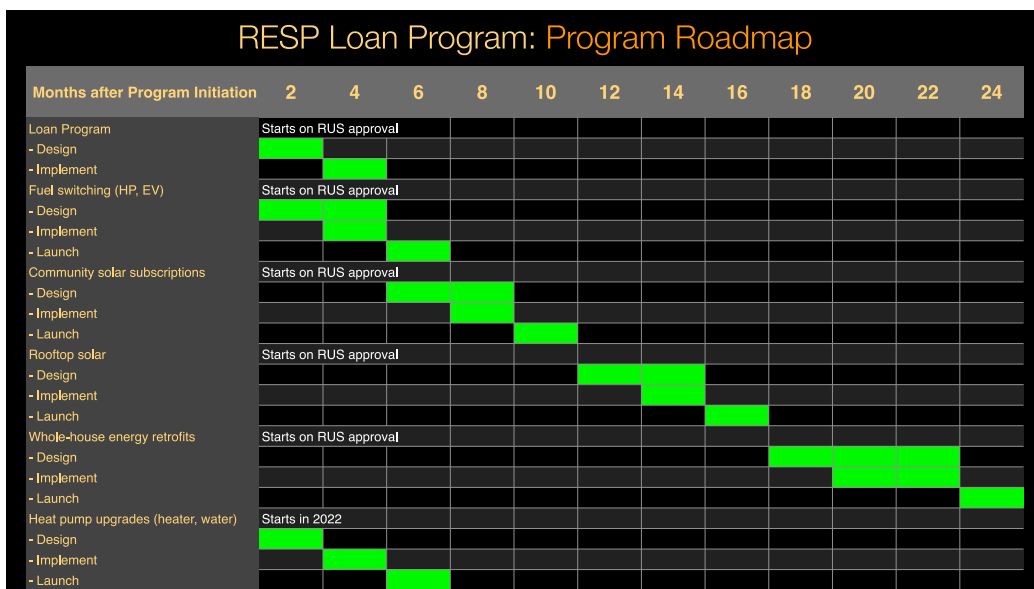 RESP Loan Program: Program Roadmap
Months after Program Initiation 2 4 6 8 10 12 14 16 18 20 22 24
Loan Program Starts on RUS approval
- Design
- Implement
Fuel switching (HP, EV) Starts on RUS approval
- Design
- Implement
- Launch
Community solar subscriptions Starts on RUS approval
- Design
- Implement
- Launch
Rooftop solar Starts on RUS approval
- Design
- Implement
- Launch
Whole-house energy retrofits Starts on RUS approval
- Design
- Implement
- Launch
Heat pump upgrades (heater, water) Starts in 2022
- Design
- Implement
- Launch